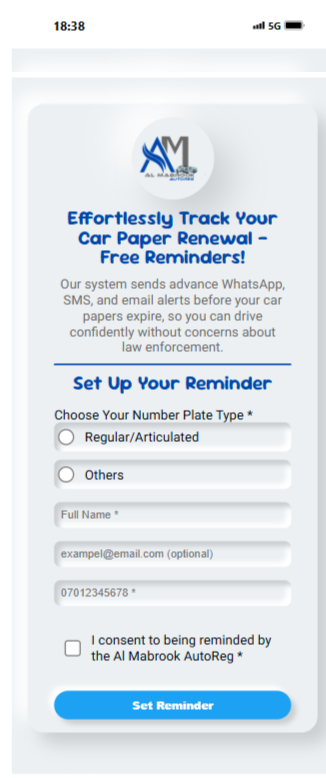 18:38
5G
AM
AL MABROOK
AUTOREG
Effortlessly Track Your
Car Paper Renewal -
Free Reminders!
Our system sends advance WhatsApp,
SMS, and email alerts before your car
papers expire, so you can drive
confidently without concerns about
law enforcement.
Set Up Your Reminder
Choose Your Number Plate Type *
Regular/Articulated
Others
Full Name *
exampel@email.com (optional)
07012345678 *
I consent to being reminded by
the Al Mabrook AutoReg *
Set Reminder